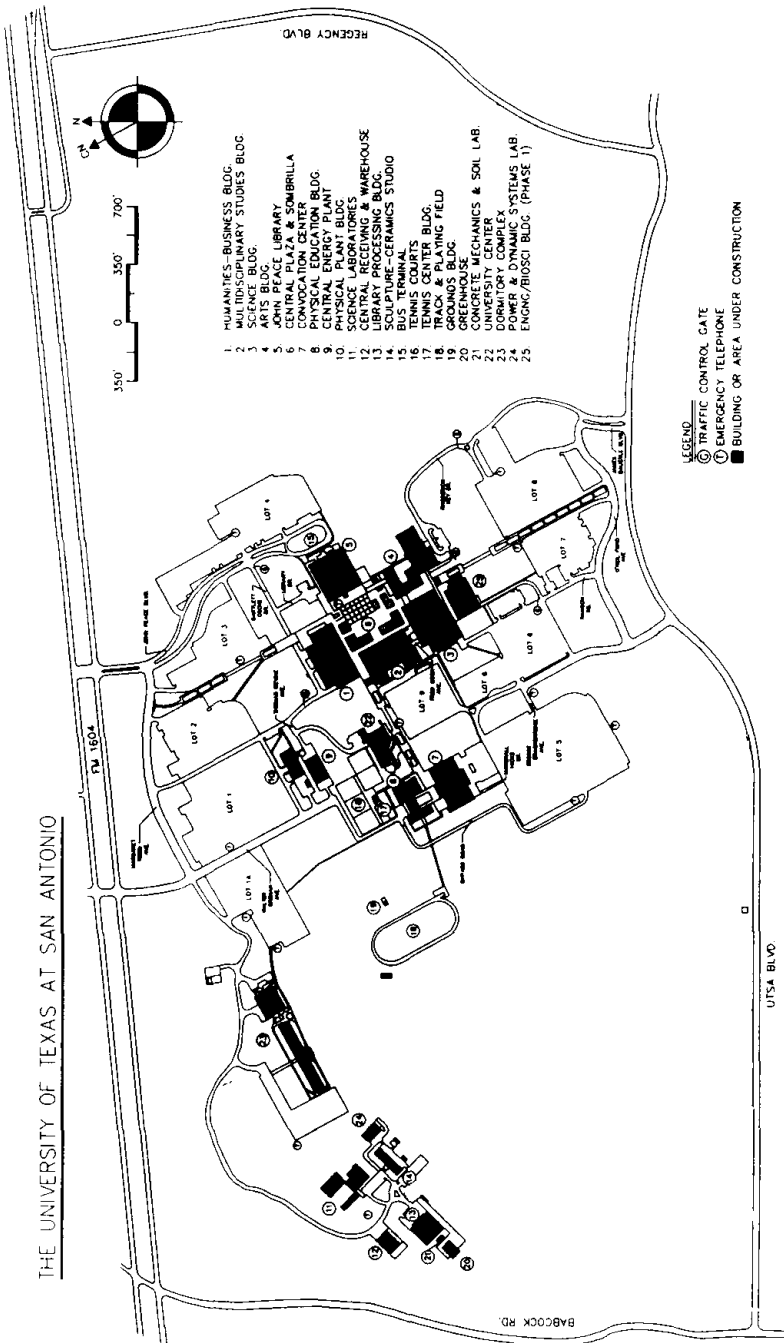 THE UNIVERSITY OF TEXAS AT SAN ANTONIO
350' 0 350' 700'
N
CN
1. HUMANITIES-BUSINESS BLDG.
2 MULTIDISCIPLINARY STUDIES BLDG.
3 SCIENCE BLDG.
4 ARTS BLDG.
5. JOHN PEACE LIBRARY
6 CENTRAL PLAZA & SOMBRILLA
7 CONVOCATION CENTER
8 PHYSICAL EDUCATION BLDG.
9. CENTRAL ENERGY PLANT
10. PHYSICAL PLANT BLDG.
11. SCIENCE LABORATORIES
12 CENTRAL RECEIVING & WAREHOUSE
13. LIBRARY PROCESSING BLDG.
14. SCULPTURE-CERAMICS STUDIO
15. BUS TERMINAL
16 TENNIS COURTS
17. TENNIS CENTER BLDG.
18. TRACK & PLAYING FIELD
19. GROUNDS BLDG.
20 GREENHOUSE
21 CONCRETE MECHANICS & SOIL LAB.
22 UNIVERSITY CENTER
23 DORMITORY COMPLEX
24 POWER & DYNAMIC SYSTEMS LAB.
25 ENGNG/BIOSCI BLDG. (PHASE 1)
LEGEND
G TRAFFIC CONTROL GATE
T EMERGENCY TELEPHONE
BUILDING OR AREA UNDER CONSTRUCTION
FM 1604
REGENCY BLVD.
BABCOCK RD.
UTSA BLVD.
JOHN PEACE BLVD.
LOT 1A
LOT 1
LOT 2
LOT 3
LOT 4
LOT 5
LOT 6
LOT 7
LOT 8
LOT 9